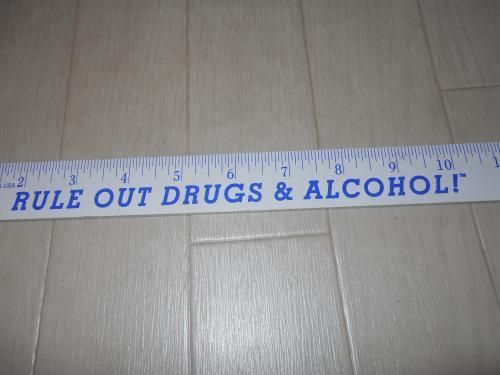 USA 2 3 4 5 6 7 8 9 10
RULE OUT DRUGS & ALCOHOL!™